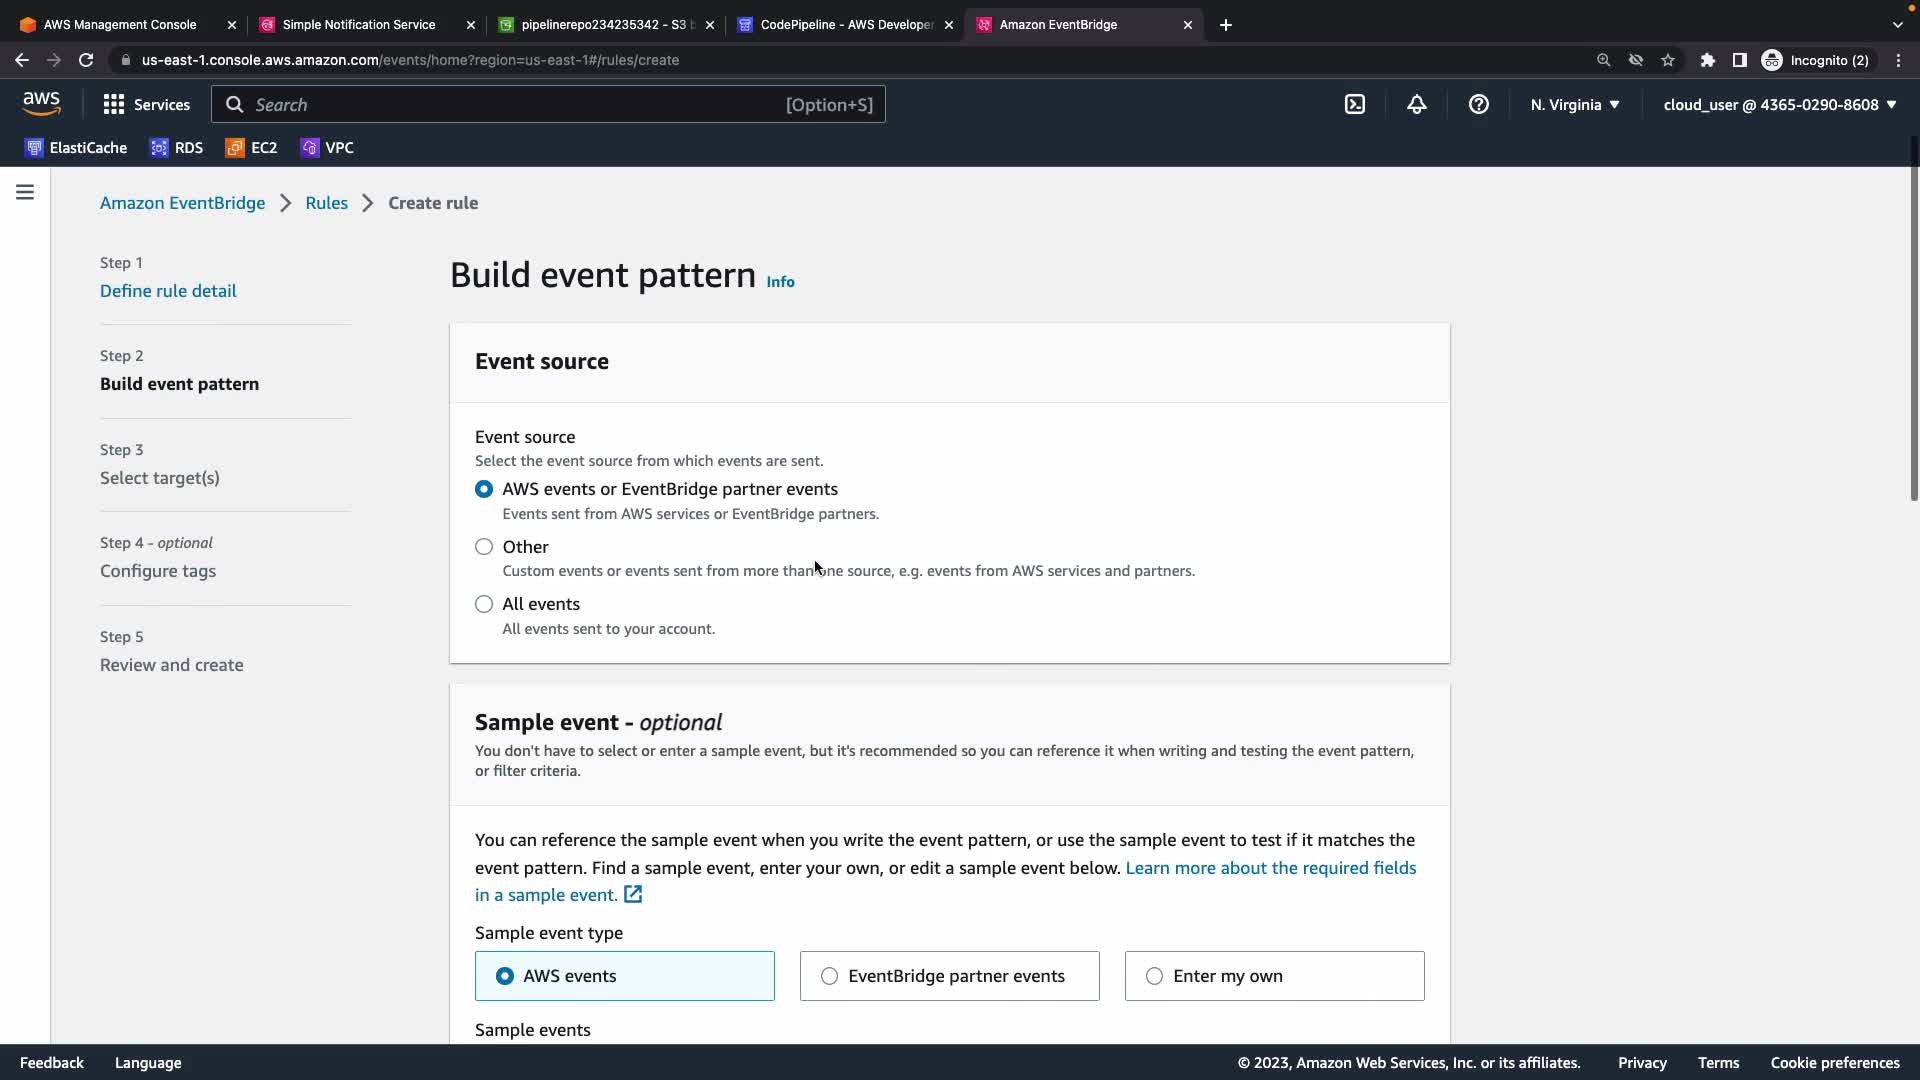 AWS Management Console
Simple Notification Service
pipelinerepo234235342 - S3 b
CodePipeline - AWS Developer
Amazon EventBridge
us-east-1.console.aws.amazon.com/events/home?region=us-east-1#/rules/create
Incognito (2)
aws
Services
Search
[Option+S]
N. Virginia
cloud_user @ 4365-0290-8608
ElastiCache
RDS
EC2
VPC
Amazon EventBridge
Rules
Create rule
Step 1
Define rule detail
Step 2
Build event pattern
Step 3
Select target(s)
Step 4 - optional
Configure tags
Step 5
Review and create
Build event pattern Info
Event source
Event source
Select the event source from which events are sent.
AWS events or EventBridge partner events
Events sent from AWS services or EventBridge partners.
Other
Custom events or events sent from more than one source, e.g. events from AWS services and partners.
All events
All events sent to your account.
Sample event - optional
You don't have to select or enter a sample event, but it's recommended so you can reference it when writing and testing the event pattern,
or filter criteria.
You can reference the sample event when you write the event pattern, or use the sample event to test if it matches the
event pattern. Find a sample event, enter your own, or edit a sample event below. Learn more about the required fields
in a sample event.
Sample event type
AWS events
EventBridge partner events
Enter my own
Sample events
Feedback
Language
© 2023, Amazon Web Services, Inc. or its affiliates.
Privacy
Terms
Cookie preferences